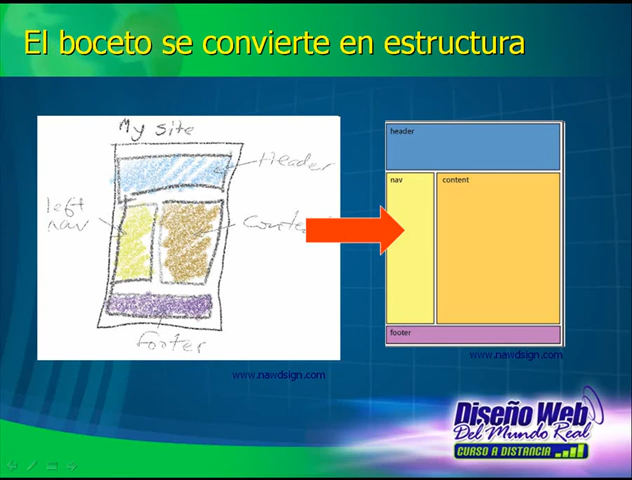 El boceto se convierte en estructura
My site
Header
left
nav
Conten
footer
header
nav
content
footer
www.nawdsign.com
www.nawdsign.com
Diseño Web
Del Mundo Real
CURSO A DISTANCIA